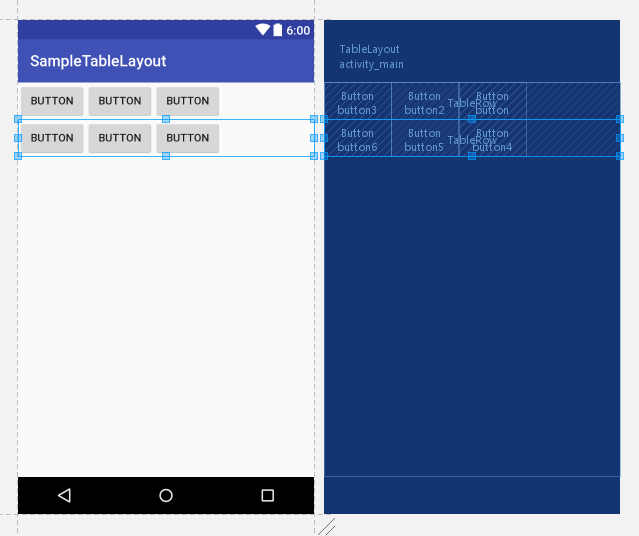 6:00
SampleTableLayout
BUTTON BUTTON BUTTON
BUTTON BUTTON BUTTON
TableLayout
activity_main
Button Button Button
TableRow
button3 button2 button
Button Button Button
TableRow
button6 button5 button4